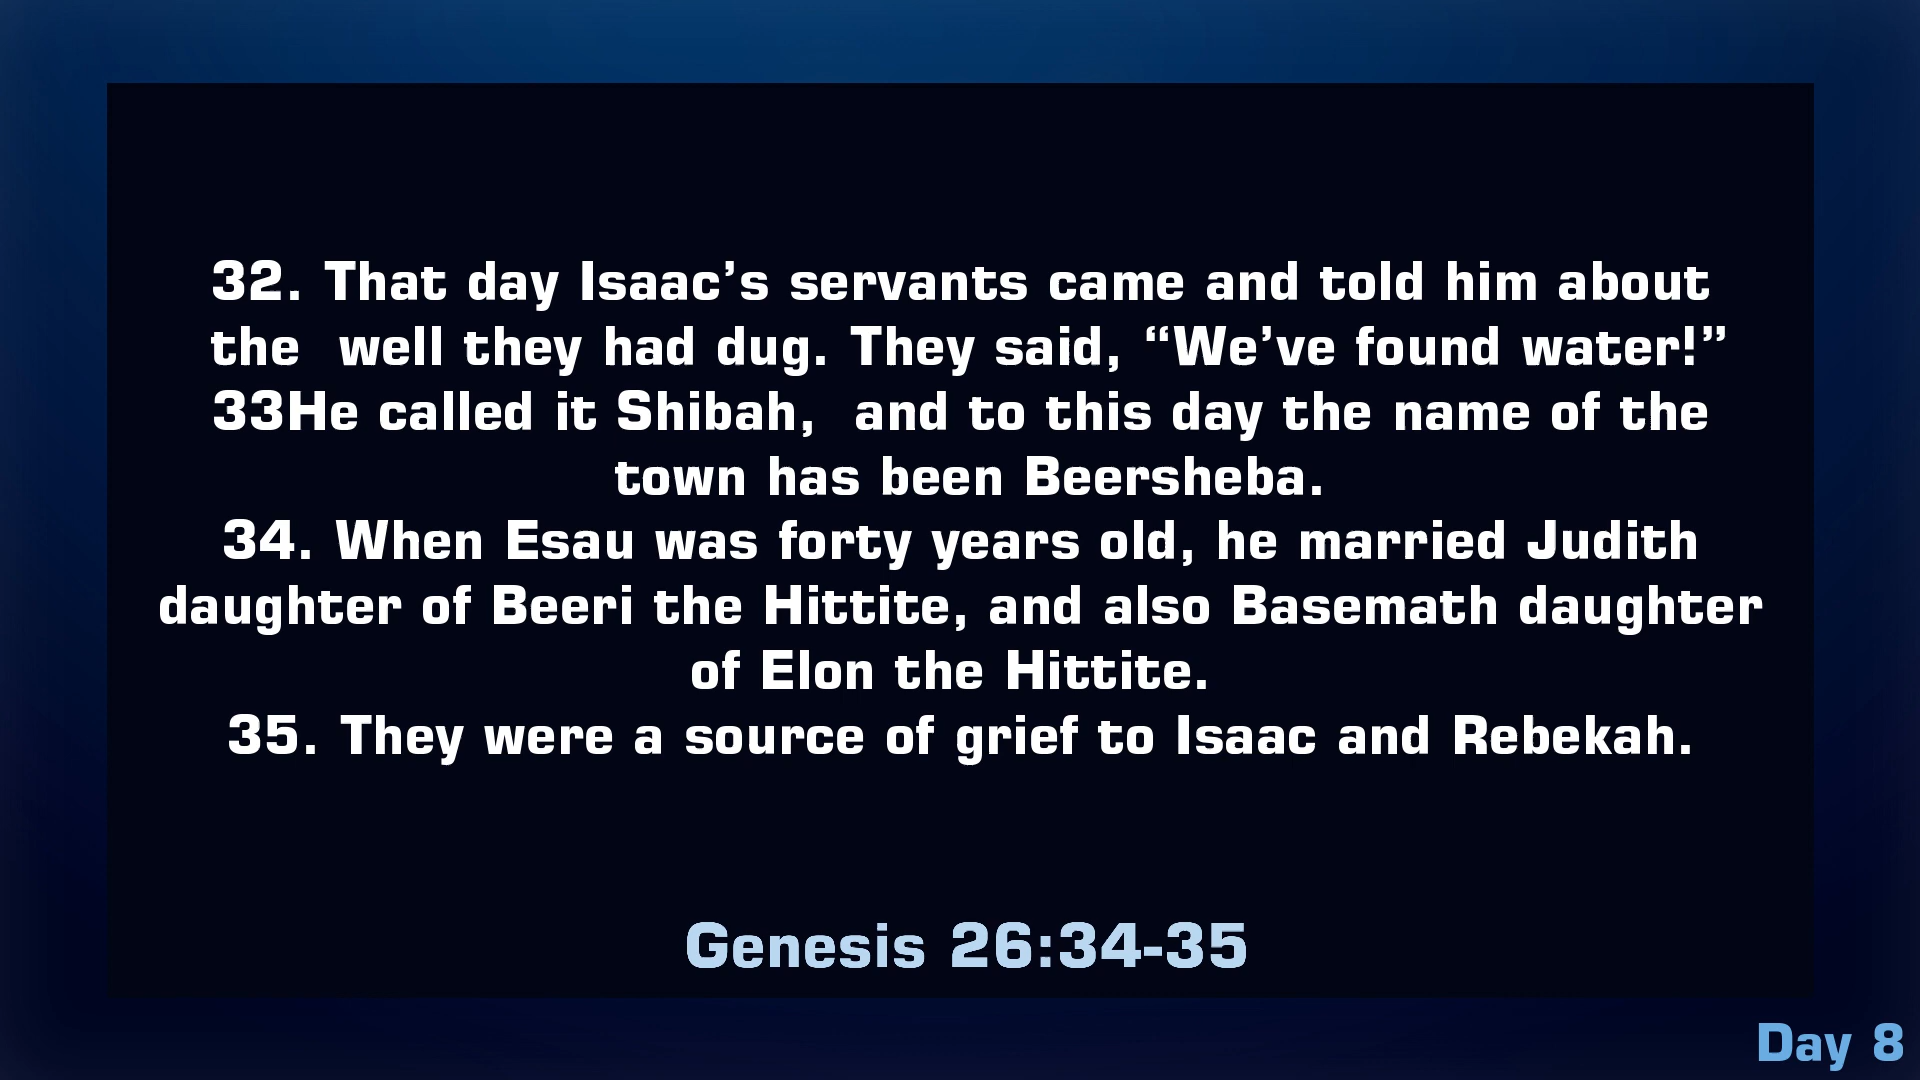 32. That day Isaac’s servants came and told him about
the  well they had dug. They said, “We’ve found water!”
33He called it Shibah,  and to this day the name of the
town has been Beersheba.
34. When Esau was forty years old, he married Judith
daughter of Beeri the Hittite, and also Basemath daughter
of Elon the Hittite.
35. They were a source of grief to Isaac and Rebekah.
Genesis 26:34-35
Day 8